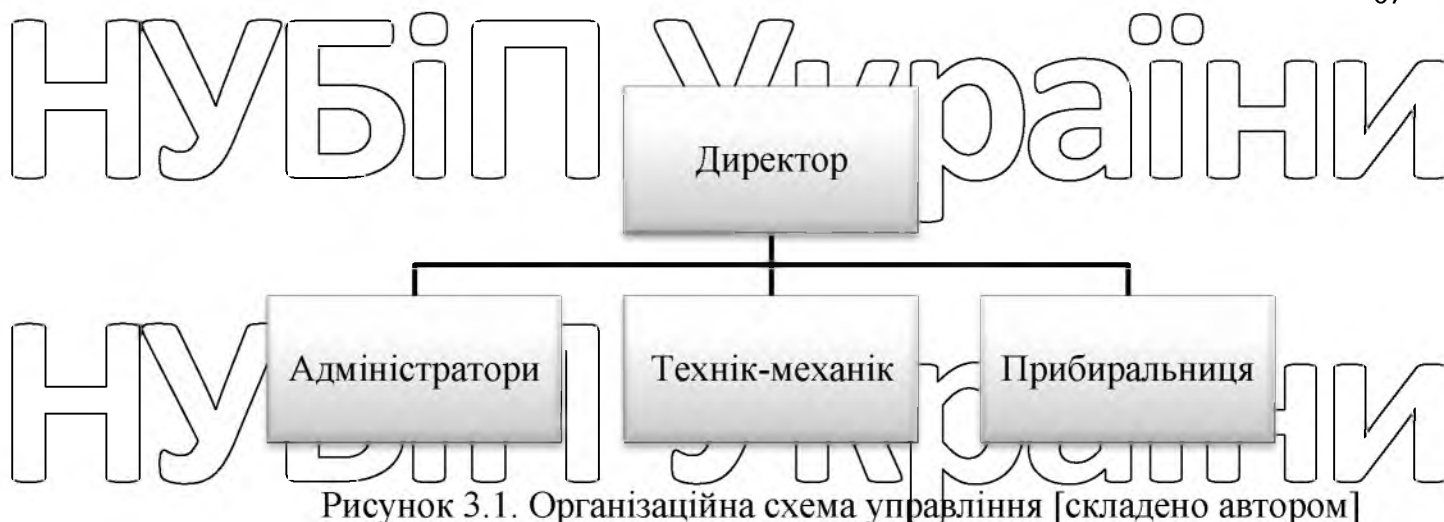 НУБіП України
Директор
Адміністратори Технік-механік Прибиральниця
НУБіП України
Рисунок 3.1. Організаційна схема управління [складено автором]